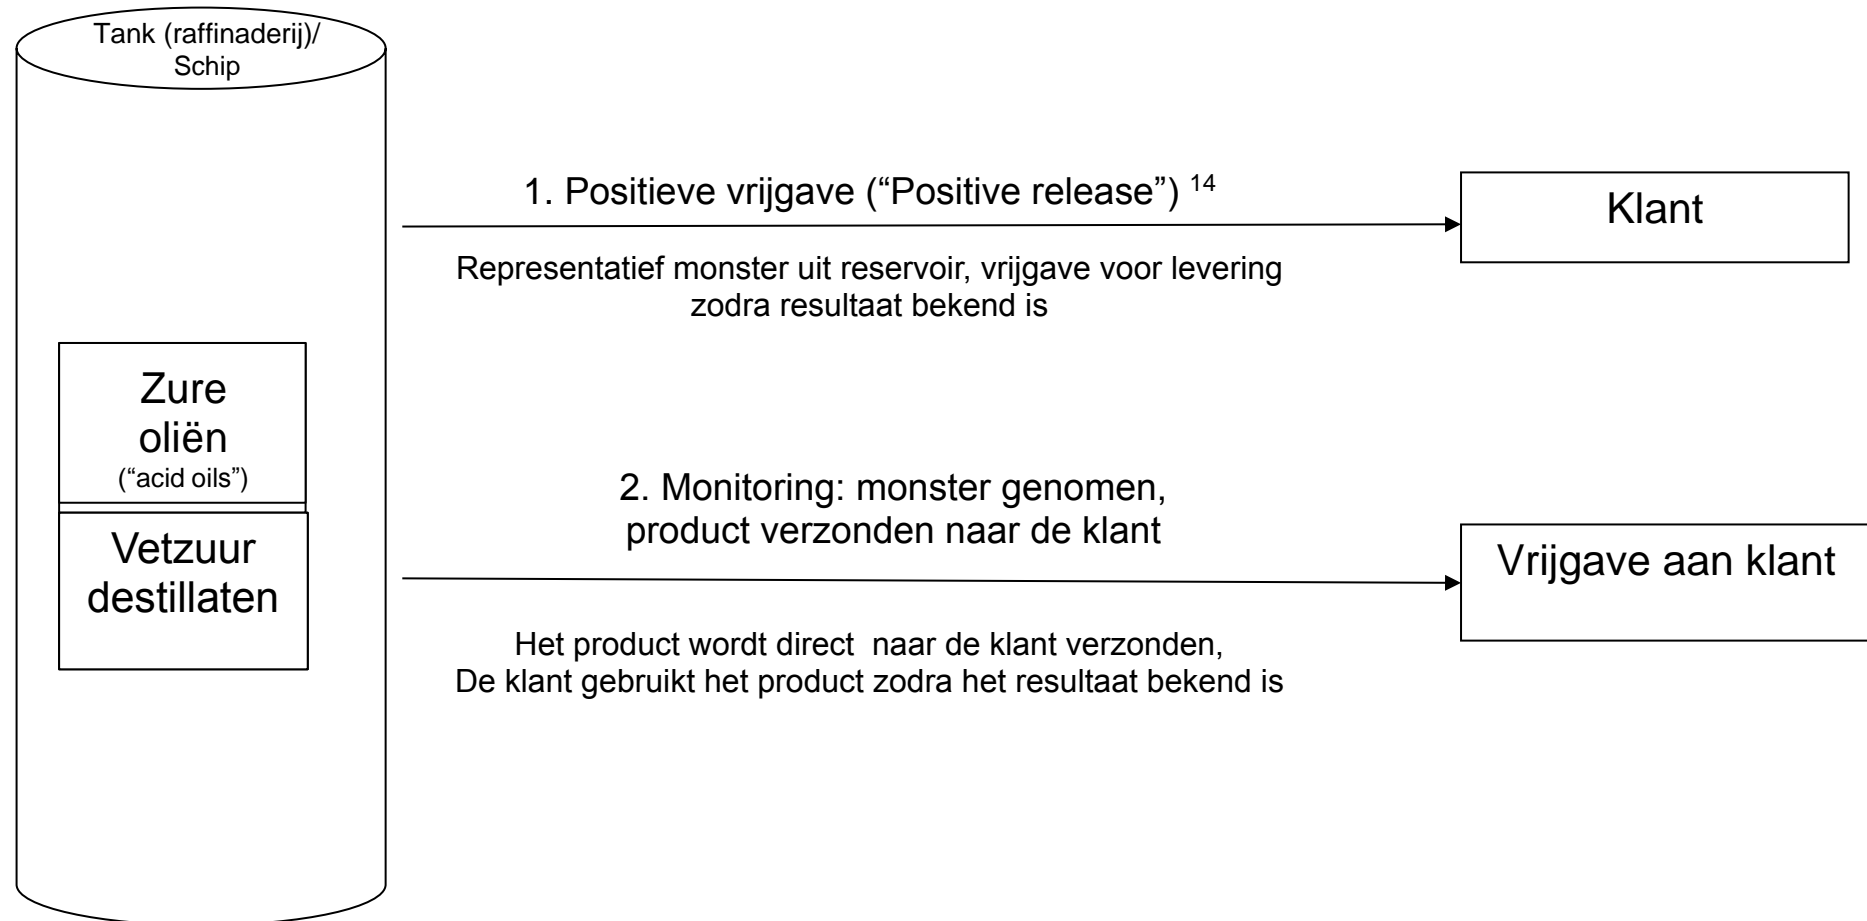 Tank (raffinaderij)/
Schip
1. Positieve vrijgave (“Positive release”) 14
Klant
Representatief monster uit reservoir, vrijgave voor levering
zodra resultaat bekend is
Zure
oliën
(“acid oils”)
Vetzuur
destillaten
2. Monitoring: monster genomen,
product verzonden naar de klant
Vrijgave aan klant
Het product wordt direct  naar de klant verzonden,
De klant gebruikt het product zodra het resultaat bekend is